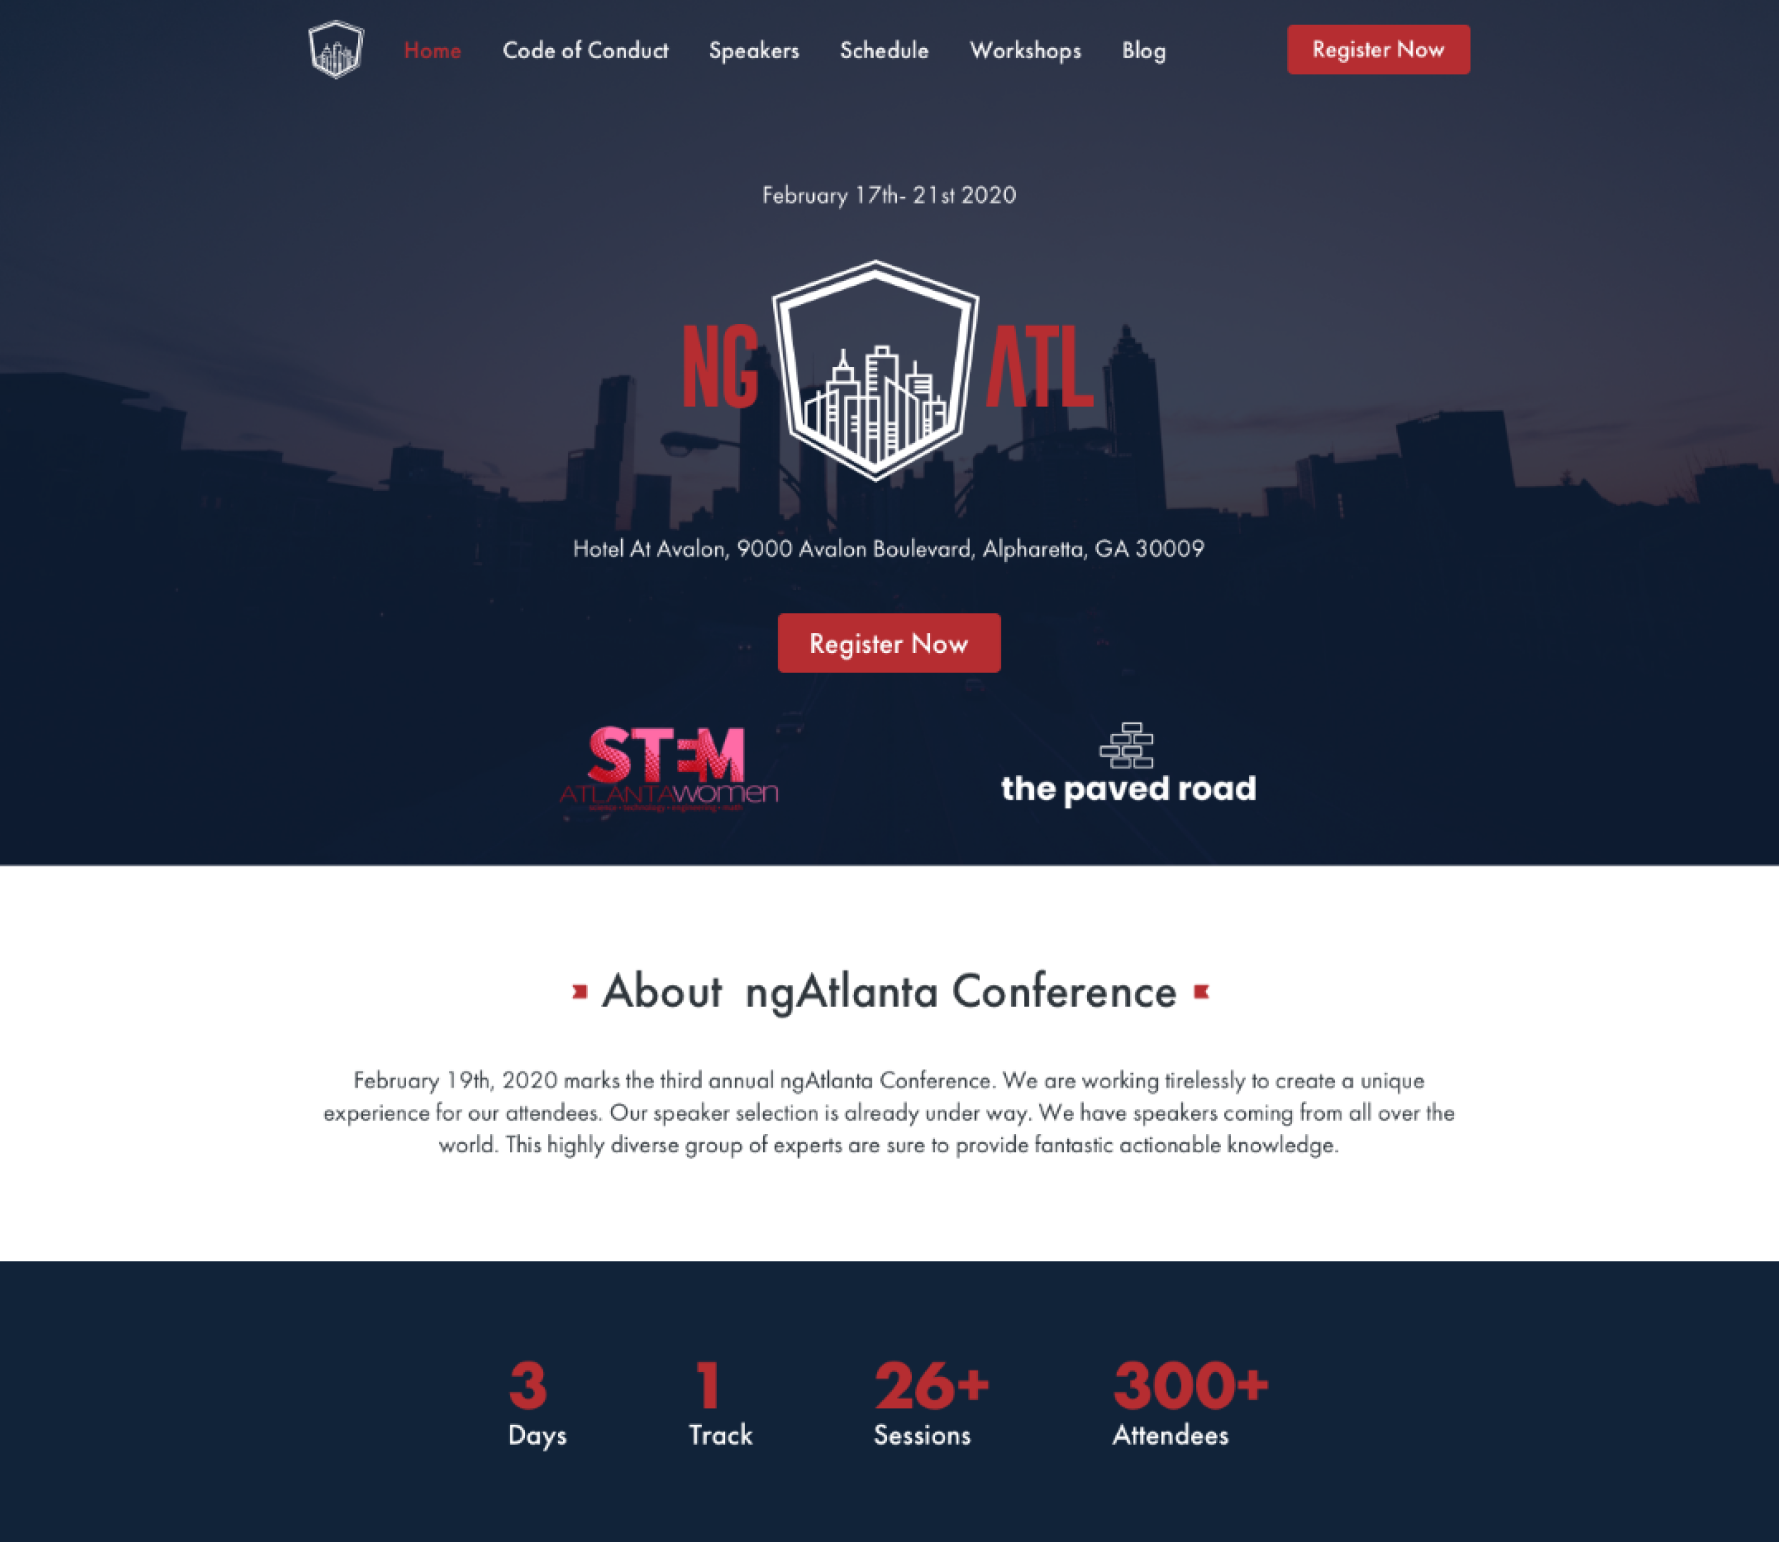 Home Code of Conduct Speakers Schedule Workshops Blog Register Now
February 17th- 21st 2020
NG ATL
Hotel At Avalon, 9000 Avalon Boulevard, Alpharetta, GA 30009
Register Now
STEM
ATLANTAWOMEN
science • technology • engineering • math
the paved road
About ngAtlanta Conference
February 19th, 2020 marks the third annual ngAtlanta Conference. We are working tirelessly to create a unique
experience for our attendees. Our speaker selection is already under way. We have speakers coming from all over the
world. This highly diverse group of experts are sure to provide fantastic actionable knowledge.
3 1 26+ 300+
Days Track Sessions Attendees